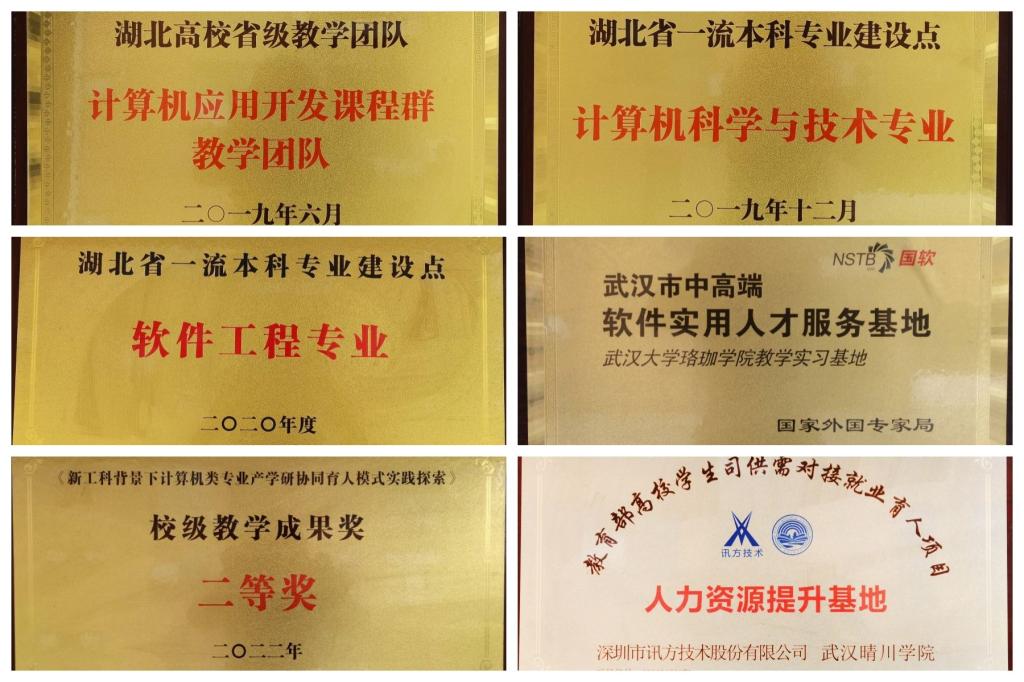 湖北高校省级教学团队
计算机应用开发课程群
教学团队
二〇一九年六月
湖北省一流本科专业建设点
计算机科学与技术专业
二〇一九年十二月
湖北省一流本科专业建设点
软件工程专业
二〇二〇年度
NSTB 国软
武汉市中高端
软件实用人才服务基地
武汉大学珞珈学院教学实习基地
国家外国专家局
《新工科背景下计算机类专业产学研协同育人模式实践探索》
校级教学成果奖
二等奖
二〇二二年
教育部高校学生司供需对接就业育人项目
讯方技术
人力资源提升基地
深圳市讯方技术股份有限公司 武汉晴川学院